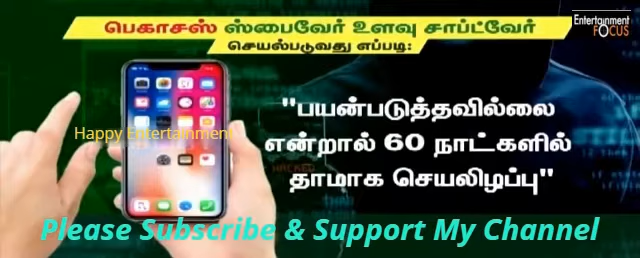 பெகாசஸ் ஸ்பைவேர் உளவு சாப்ட்வேர்
செயல்படுவது எப்படி:
Entertainment
FOCUS
"பயன்படுத்தவில்லை
Happy Entertainment
என்றால் 60 நாட்களில்
HACKED
தாமாக செயலிழப்பு"
Please Subscribe & Support My Channel